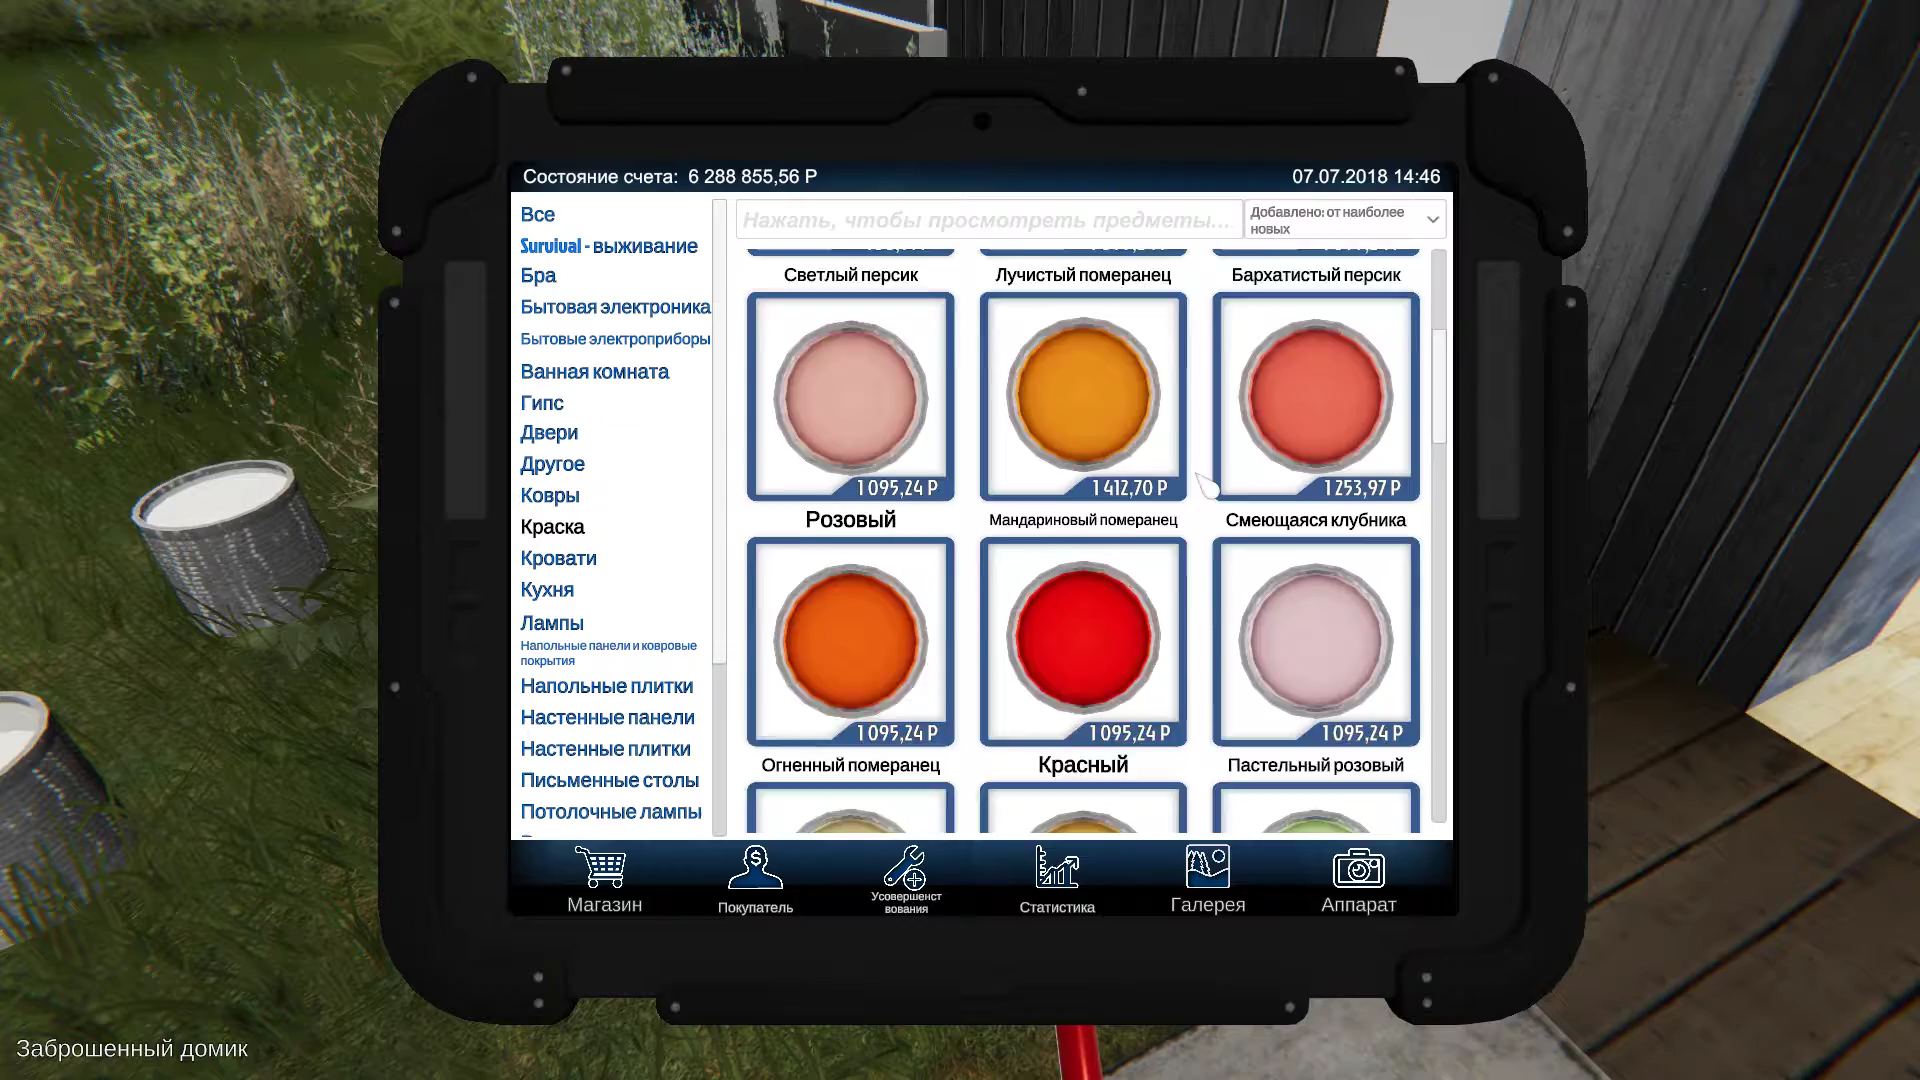 Состояние счета: 6 288 855,56 Р
07.07.2018 14:46
Все
Survival - выживание
Бра
Бытовая электроника
Бытовые электроприборы
Ванная комната
Гипс
Двери
Другое
Ковры
Краска
Кровати
Кухня
Лампы
Напольные панели и ковровые
покрытия
Напольные плитки
Настенные панели
Настенные плитки
Письменные столы
Потолочные лампы
Нажать, чтобы просмотреть предметы...
Добавлено: от наиболее
новых
Светлый персик
Лучистый померанец
Бархатистый персик
1 095,24 Р
1 412,70 Р
1 253,97 Р
Розовый
Мандариновый померанец
Смеющаяся клубника
1 095,24 Р
1 095,24 Р
1 095,24 Р
Огненный померанец
Красный
Пастельный розовый
Магазин
Покупатель
Усовершенст
вования
Статистика
Галерея
Аппарат
Заброшенный домик